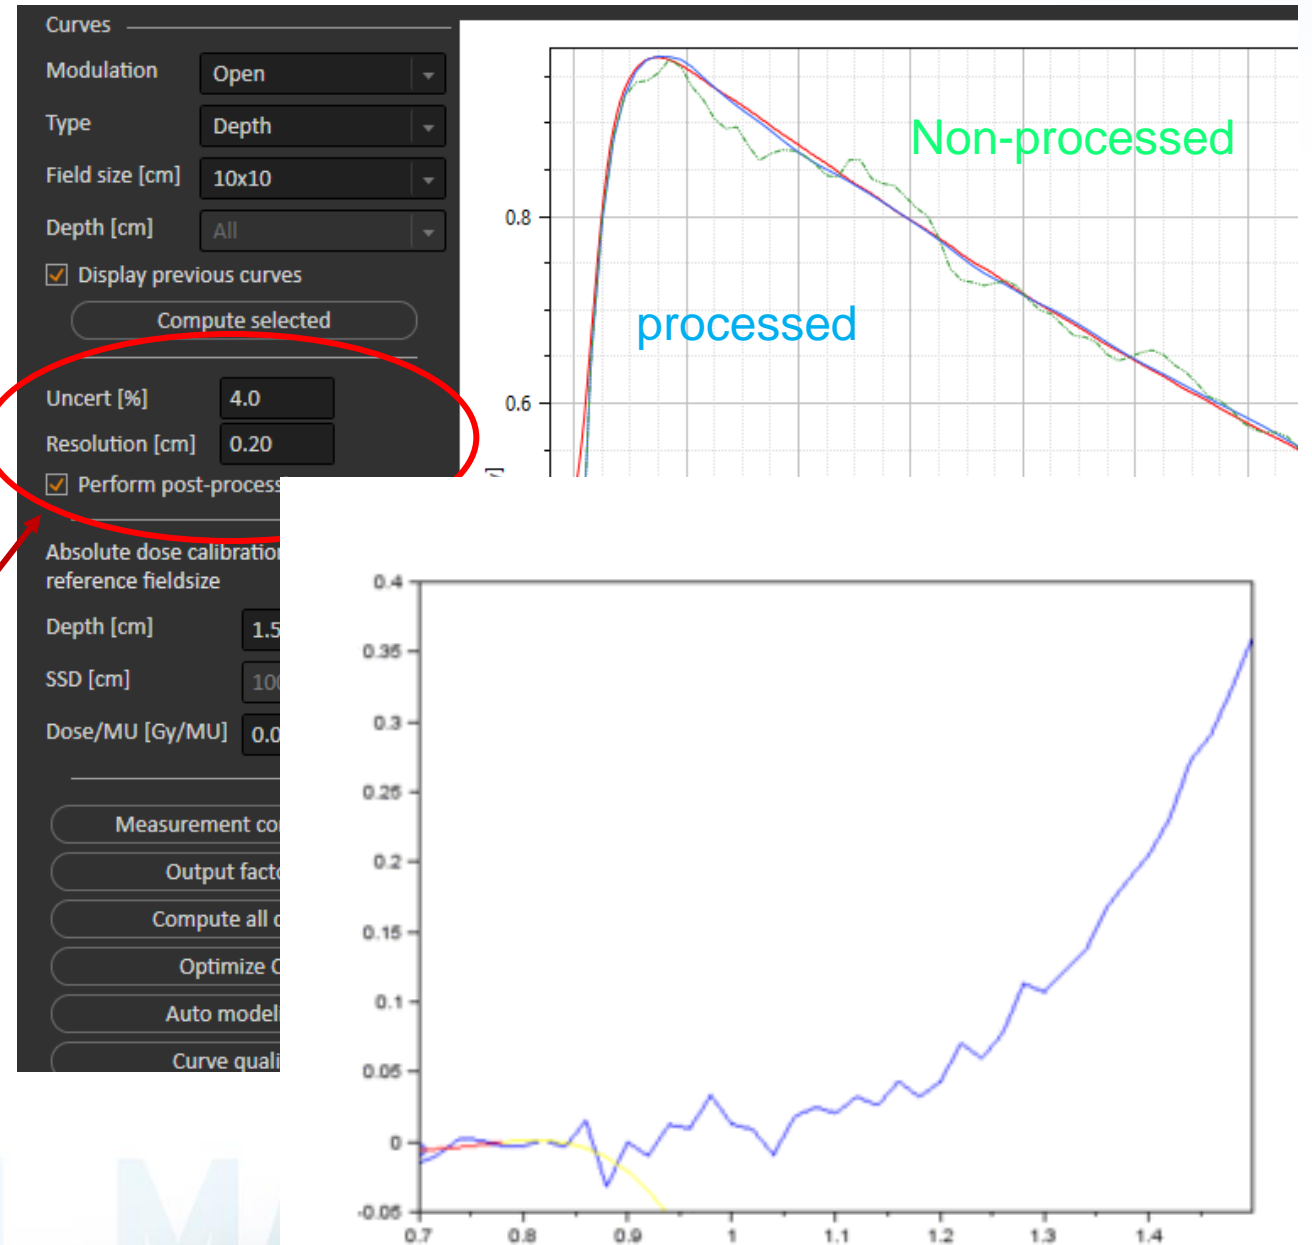 Curves
Modulation Open
Type Depth
Field size [cm] 10x10
Depth [cm] All
Display previous curves
Compute selected
Uncert [%] 4.0
Resolution [cm] 0.20
Perform post-process
Absolute dose calibration
reference fieldsize
Depth [cm] 1.5
SSD [cm] 100
Dose/MU [Gy/MU] 0.0
Measurement co
Output facto
Compute all
Optimize
Auto model
Curve quali
Non-processed
processed
0.8
0.6
0.4
0.35
0.3
0.25
0.2
0.15
0.1
0.05
0
-0.05
0.7 0.8 0.9 1 1.1 1.2 1.3 1.4